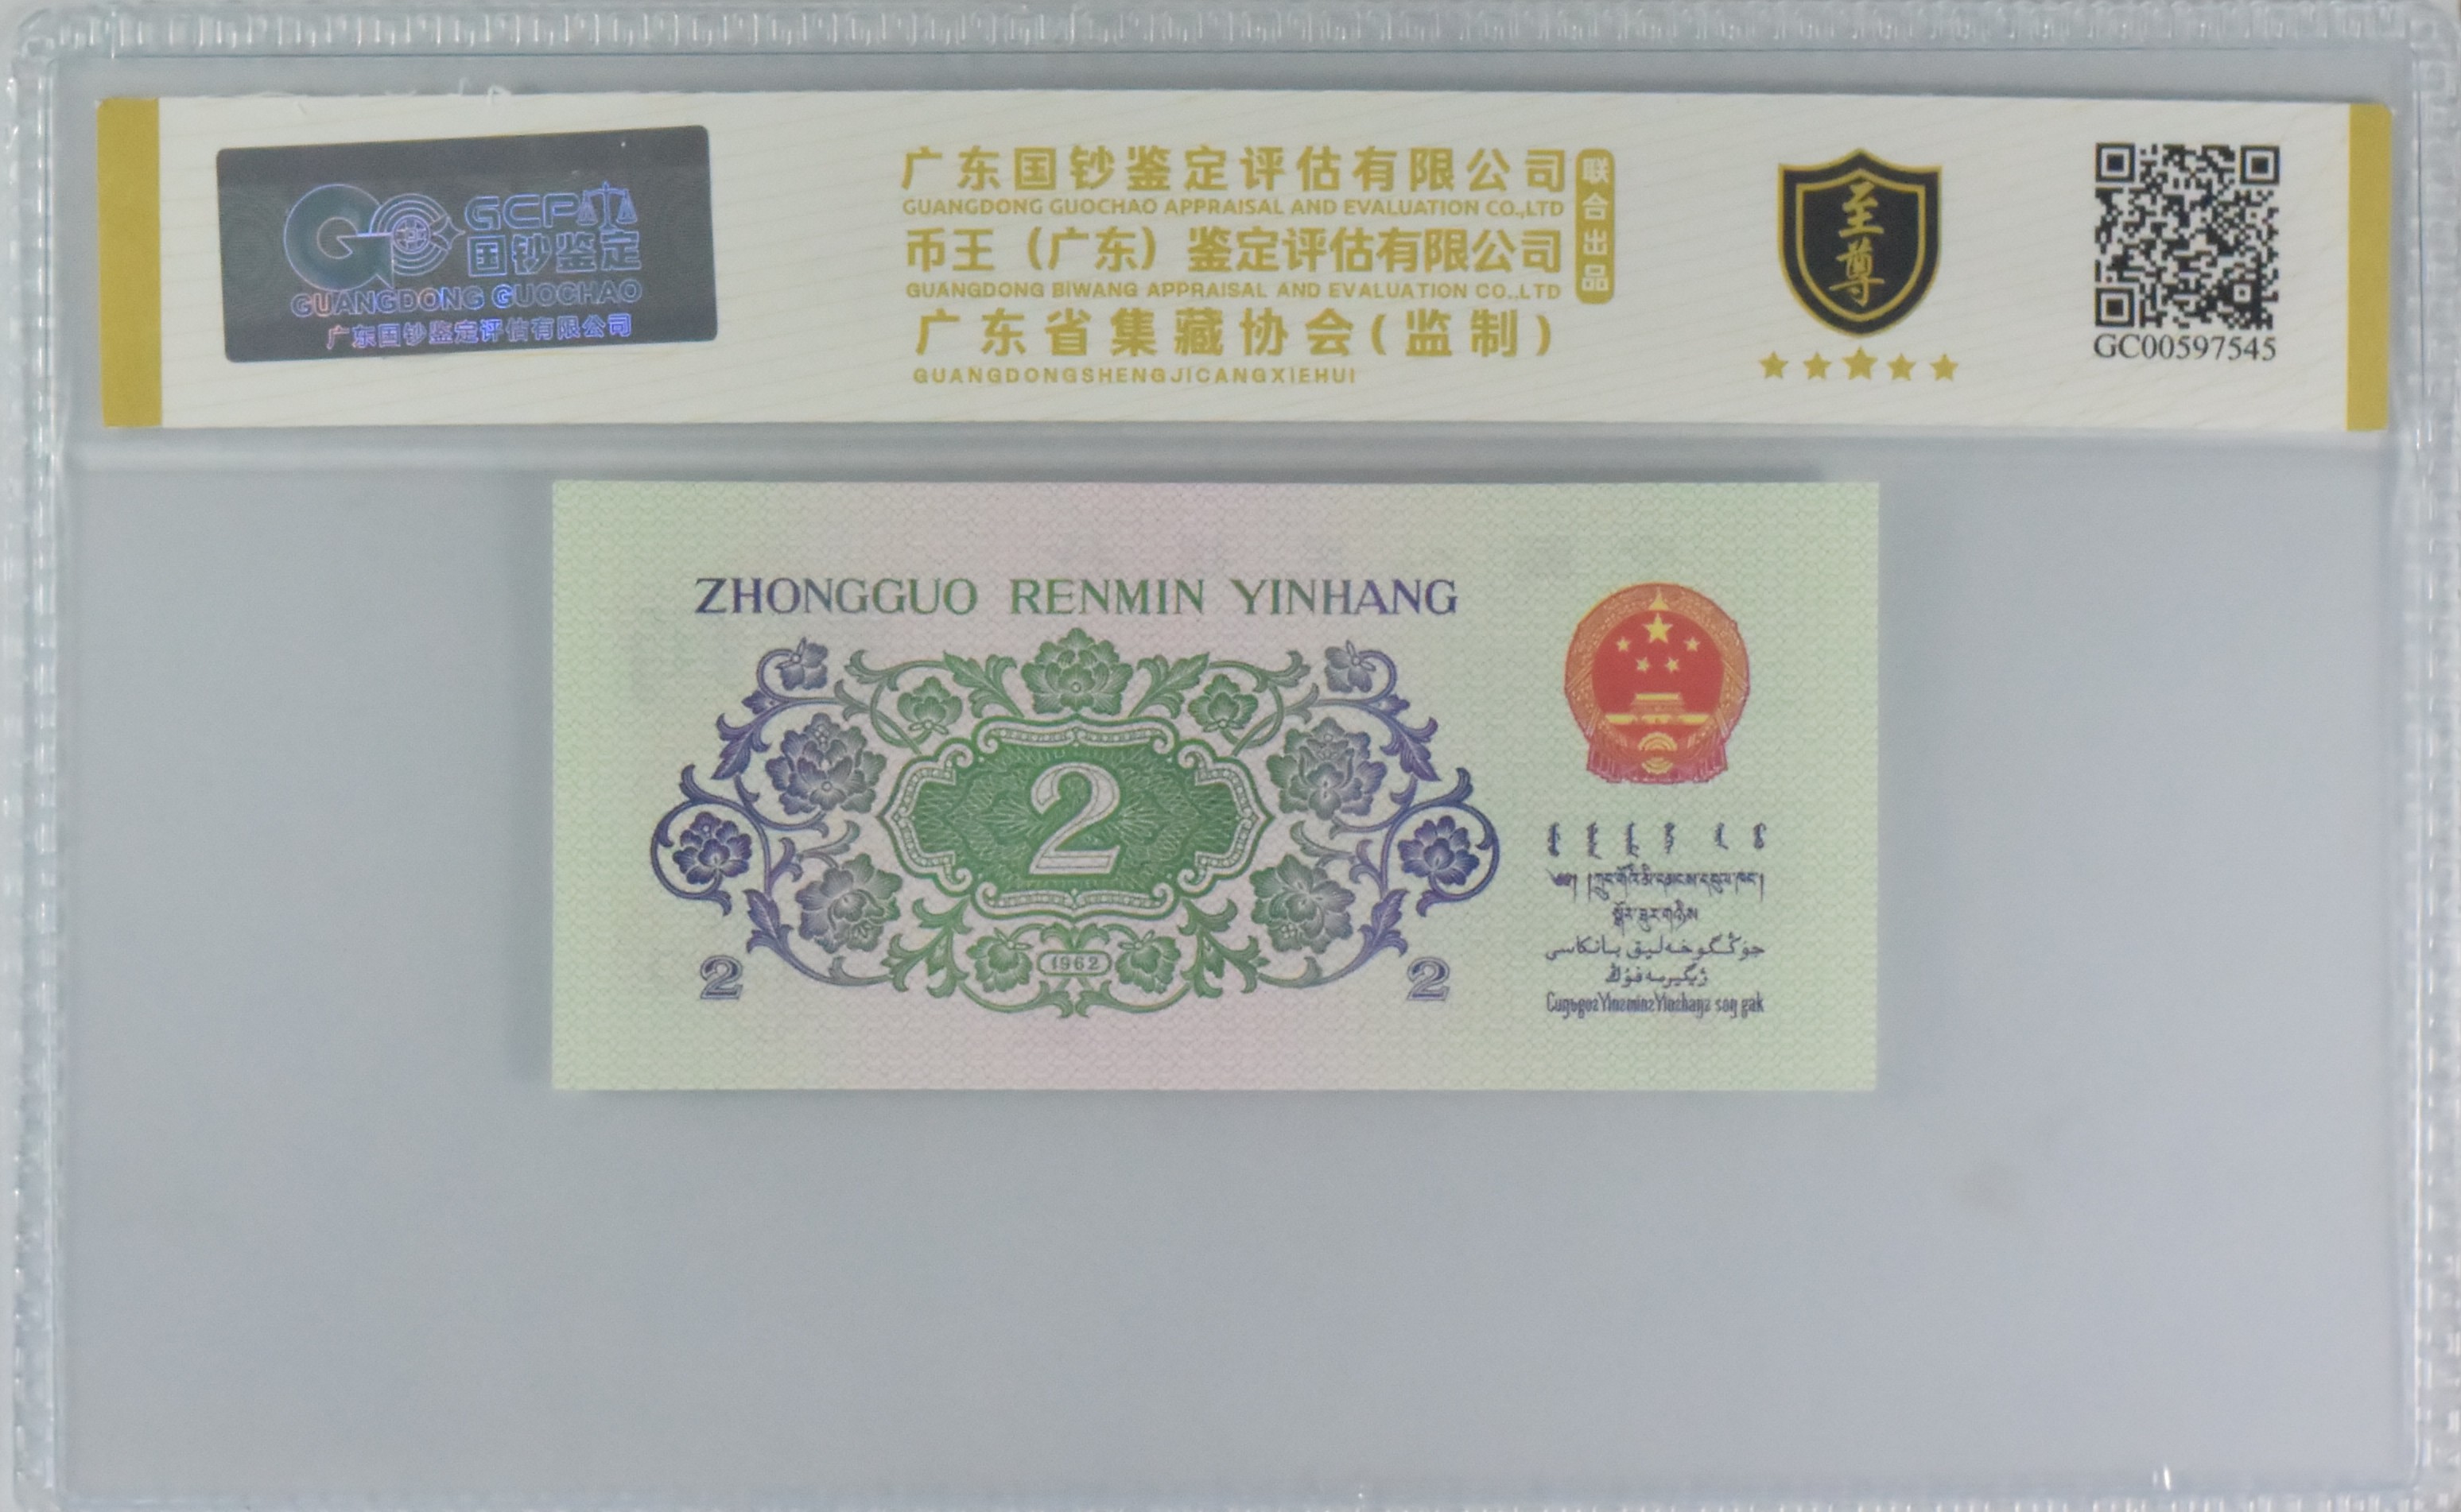 GCP
国钞鉴定
GUANGDONG GUOCHAO
广东国钞鉴定评估有限公司
广东国钞鉴定评估有限公司
GUANGDONG GUOCHAO APPRAISAL AND EVALUATION CO.,LTD
币王（广东）鉴定评估有限公司
GUANGDONG BIWANG APPRAISAL AND EVALUATION CO.,LTD
广东省集藏协会(监制)
GUANGDONGSHENGJICANGXIEHUI
联合出品
至尊
GC00597545
ZHONGGUO RENMIN YINHANG
2
1962
2
2
جۇڭگو خەلىق بانكاسى